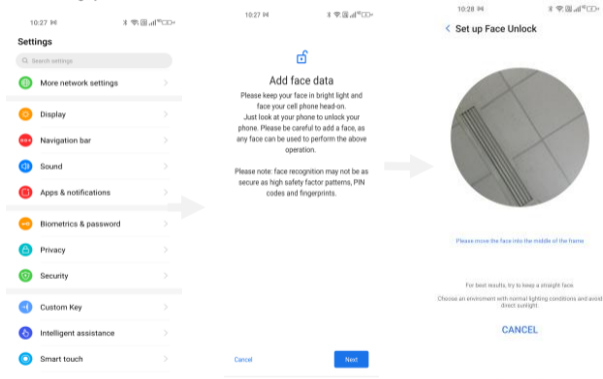 10:27
Settings
Search settings
More network settings
Display
Navigation bar
Sound
Apps & notifications
Biometrics & password
Privacy
Security
Custom Key
Intelligent assistance
Smart touch
10:27
Add face data
Please keep your face in bright light and
face your cell phone head-on.
Just look at your phone to unlock your
phone. Please be careful to add a face, as
any face can be used to perform the above
operation.
Please note: face recognition may not be as
secure as high safety factor patterns, PIN
codes and fingerprints.
Cancel
Next
10:28
Set up Face Unlock
Please move the face into the middle of the frame
For best results, try to keep a straight face.
Choose an enviroment with normal lighting conditions and avoid
direct sunlight.
CANCEL